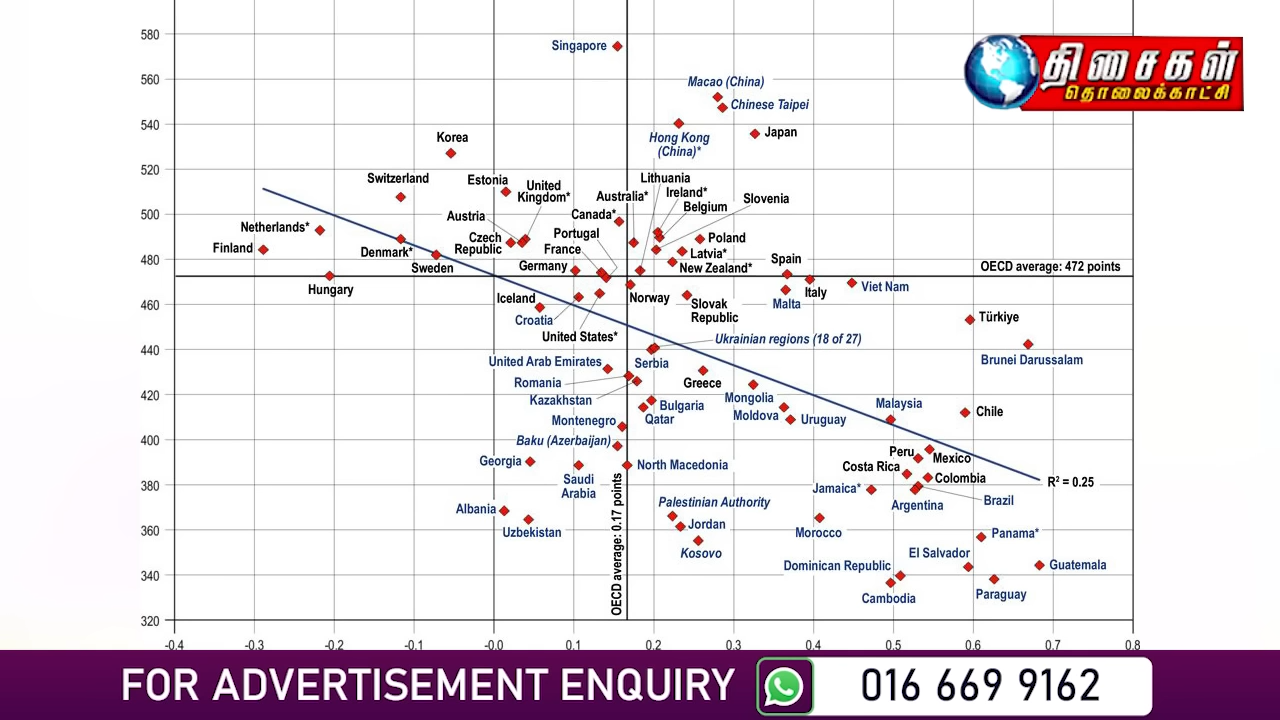 580
Singapore
திசைகள்
தொலைக்காட்சி
560
Macao (China)
Chinese Taipei
540
Korea
Hong Kong
(China)*
Japan
520
Switzerland
Estonia
United
Kingdom*
Lithuania
Australia*
Ireland*
Belgium
Slovenia
500
Netherlands*
Austria
Canada*
Finland
Denmark*
Czech
Republic
Portugal
France
Poland
Latvia*
480
Sweden
Germany
New Zealand*
Spain
OECD average: 472 points
Hungary
Iceland
Norway
Italy
Viet Nam
460
Croatia
Slovak
Republic
Malta
Türkiye
United States*
Ukrainian regions (18 of 27)
440
United Arab Emirates
Serbia
Brunei Darussalam
Romania
Greece
420
Kazakhstan
Bulgaria
Mongolia
Malaysia
Chile
Montenegro
Qatar
Moldova
Uruguay
400
Baku (Azerbaijan)
Peru
Mexico
Georgia
North Macedonia
Costa Rica
Colombia
380
Saudi
Arabia
Jamaica*
Argentina
Brazil
R² = 0.25
Albania
Palestinian Authority
360
Uzbekistan
Jordan
Morocco
Panama*
Kosovo
El Salvador
340
Dominican Republic
Guatemala
Cambodia
Paraguay
OECD average: 0.17 points
320
-0.4 -0.3 -0.2 -0.1 -0.0 0.1 0.2 0.3 0.4 0.5 0.6 0.7 0.8
FOR ADVERTISEMENT ENQUIRY 016 669 9162